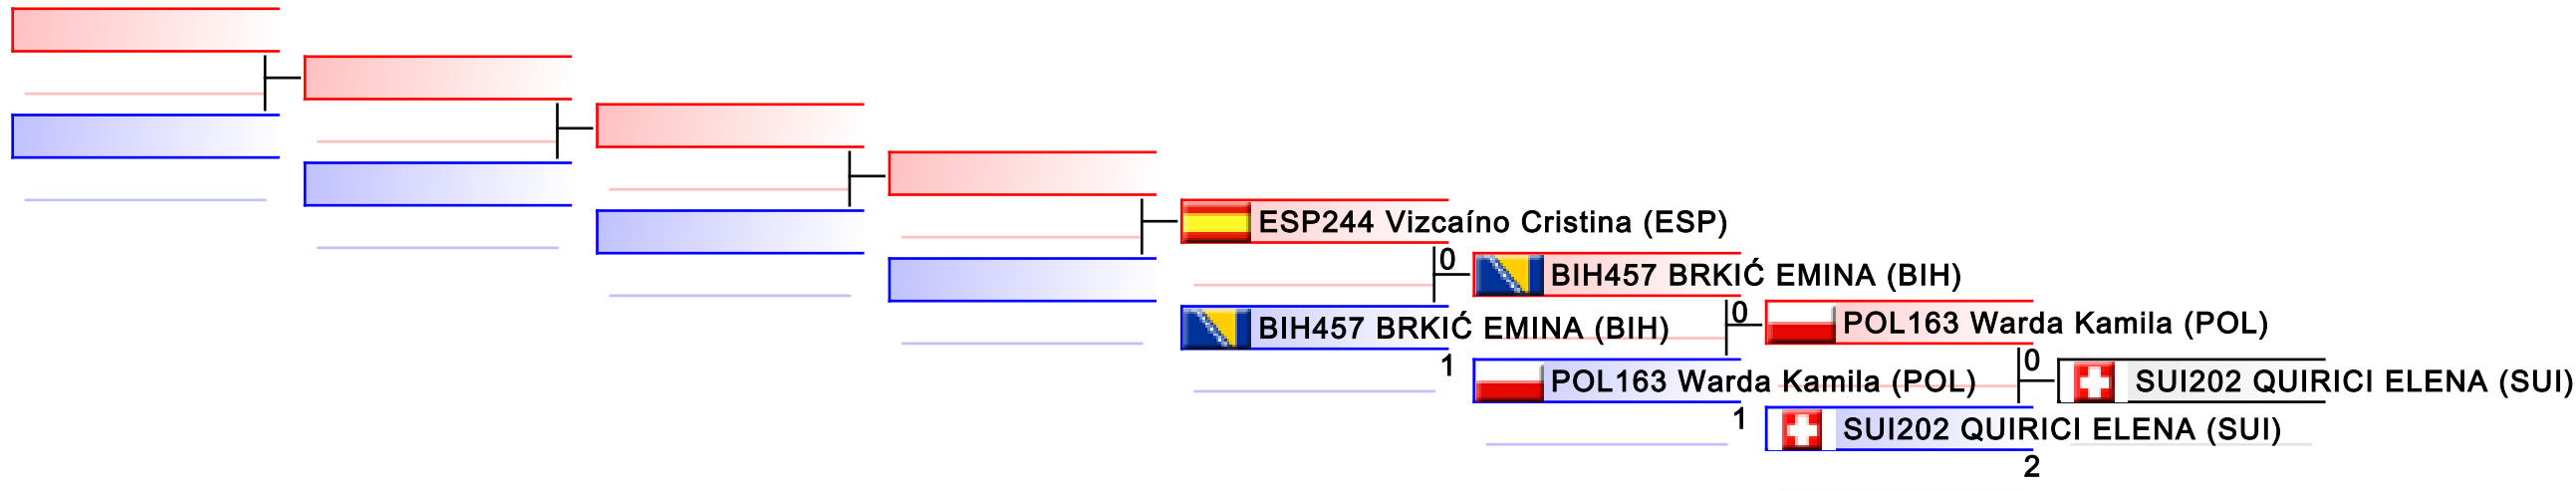 ESP244 Vizcaíno Cristina (ESP)
0
BIH457 BRKIĆ EMINA (BIH)
BIH457 BRKIĆ EMINA (BIH)
1
0
POL163 Warda Kamila (POL)
POL163 Warda Kamila (POL)
1
0
SUI202 QUIRICI ELENA (SUI)
SUI202 QUIRICI ELENA (SUI)
2